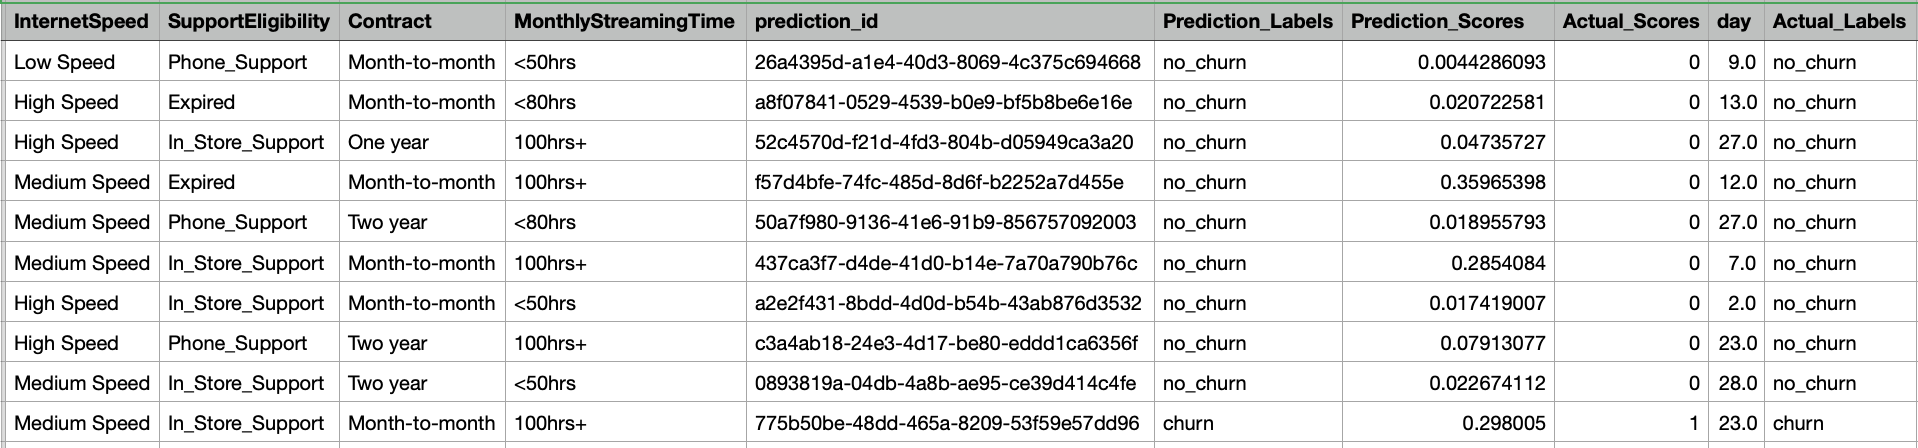 InternetSpeed SupportEligibility Contract MonthlyStreamingTime prediction_id Prediction_Labels Prediction_Scores Actual_Scores day Actual_Labels
Low Speed Phone_Support Month-to-month <50hrs 26a4395d-a1e4-40d3-8069-4c375c694668 no_churn 0.0044286093 0 9.0 no_churn
High Speed Expired Month-to-month <80hrs a8f07841-0529-4539-b0e9-bf5b8be6e16e no_churn 0.020722581 0 13.0 no_churn
High Speed In_Store_Support One year 100hrs+ 52c4570d-f21d-4fd3-804b-d05949ca3a20 no_churn 0.04735727 0 27.0 no_churn
Medium Speed Expired Month-to-month 100hrs+ f57d4bfe-74fc-485d-8d6f-b2252a7d455e no_churn 0.35965398 0 12.0 no_churn
Medium Speed Phone_Support Two year <80hrs 50a7f980-9136-41e6-91b9-856757092003 no_churn 0.018955793 0 27.0 no_churn
Medium Speed In_Store_Support Month-to-month 100hrs+ 437ca3f7-d4de-41d0-b14e-7a70a790b76c no_churn 0.2854084 0 7.0 no_churn
High Speed In_Store_Support Month-to-month <50hrs a2e2f431-8bdd-4d0d-b54b-43ab876d3532 no_churn 0.017419007 0 2.0 no_churn
High Speed Phone_Support Two year 100hrs+ c3a4ab18-24e3-4d17-be80-eddd1ca6356f no_churn 0.07913077 0 23.0 no_churn
Medium Speed In_Store_Support Two year <50hrs 0893819a-04db-4a8b-ae95-ce39d414c4fe no_churn 0.022674112 0 28.0 no_churn
Medium Speed In_Store_Support Month-to-month 100hrs+ 775b50be-48dd-465a-8209-53f59e57dd96 churn 0.298005 1 23.0 churn